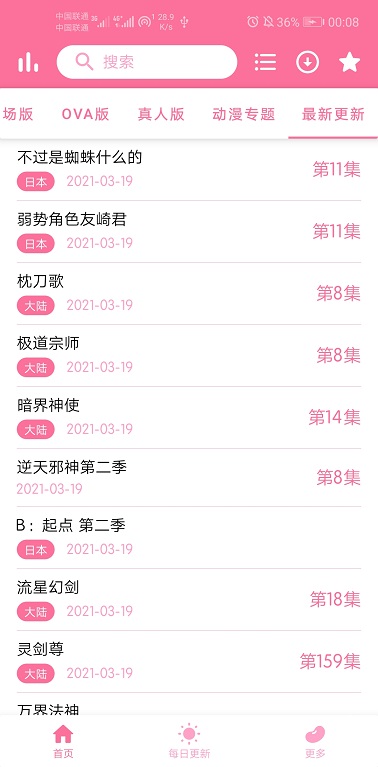 中国联通 3G 46+ 1 28.9 36% 00:08
中国联通 K/s
搜索
场版 OVA版 真人版 动漫专题 最新更新
不过是蜘蛛什么的
第11集
日本 2021-03-19
弱势角色友崎君
第11集
日本 2021-03-19
枕刀歌
第8集
大陆 2021-03-19
极道宗师
第8集
大陆 2021-03-19
暗界神使
第14集
大陆 2021-03-19
逆天邪神第二季
第8集
2021-03-19
B：起点 第二季
日本 2021-03-19
流星幻剑
第18集
大陆 2021-03-19
灵剑尊
第159集
大陆 2021-03-19
万界法神
首页 每日更新 更多